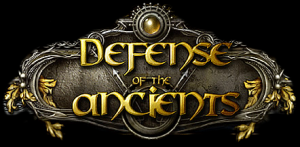 DEFENSE
OF THE
ANCIENTS